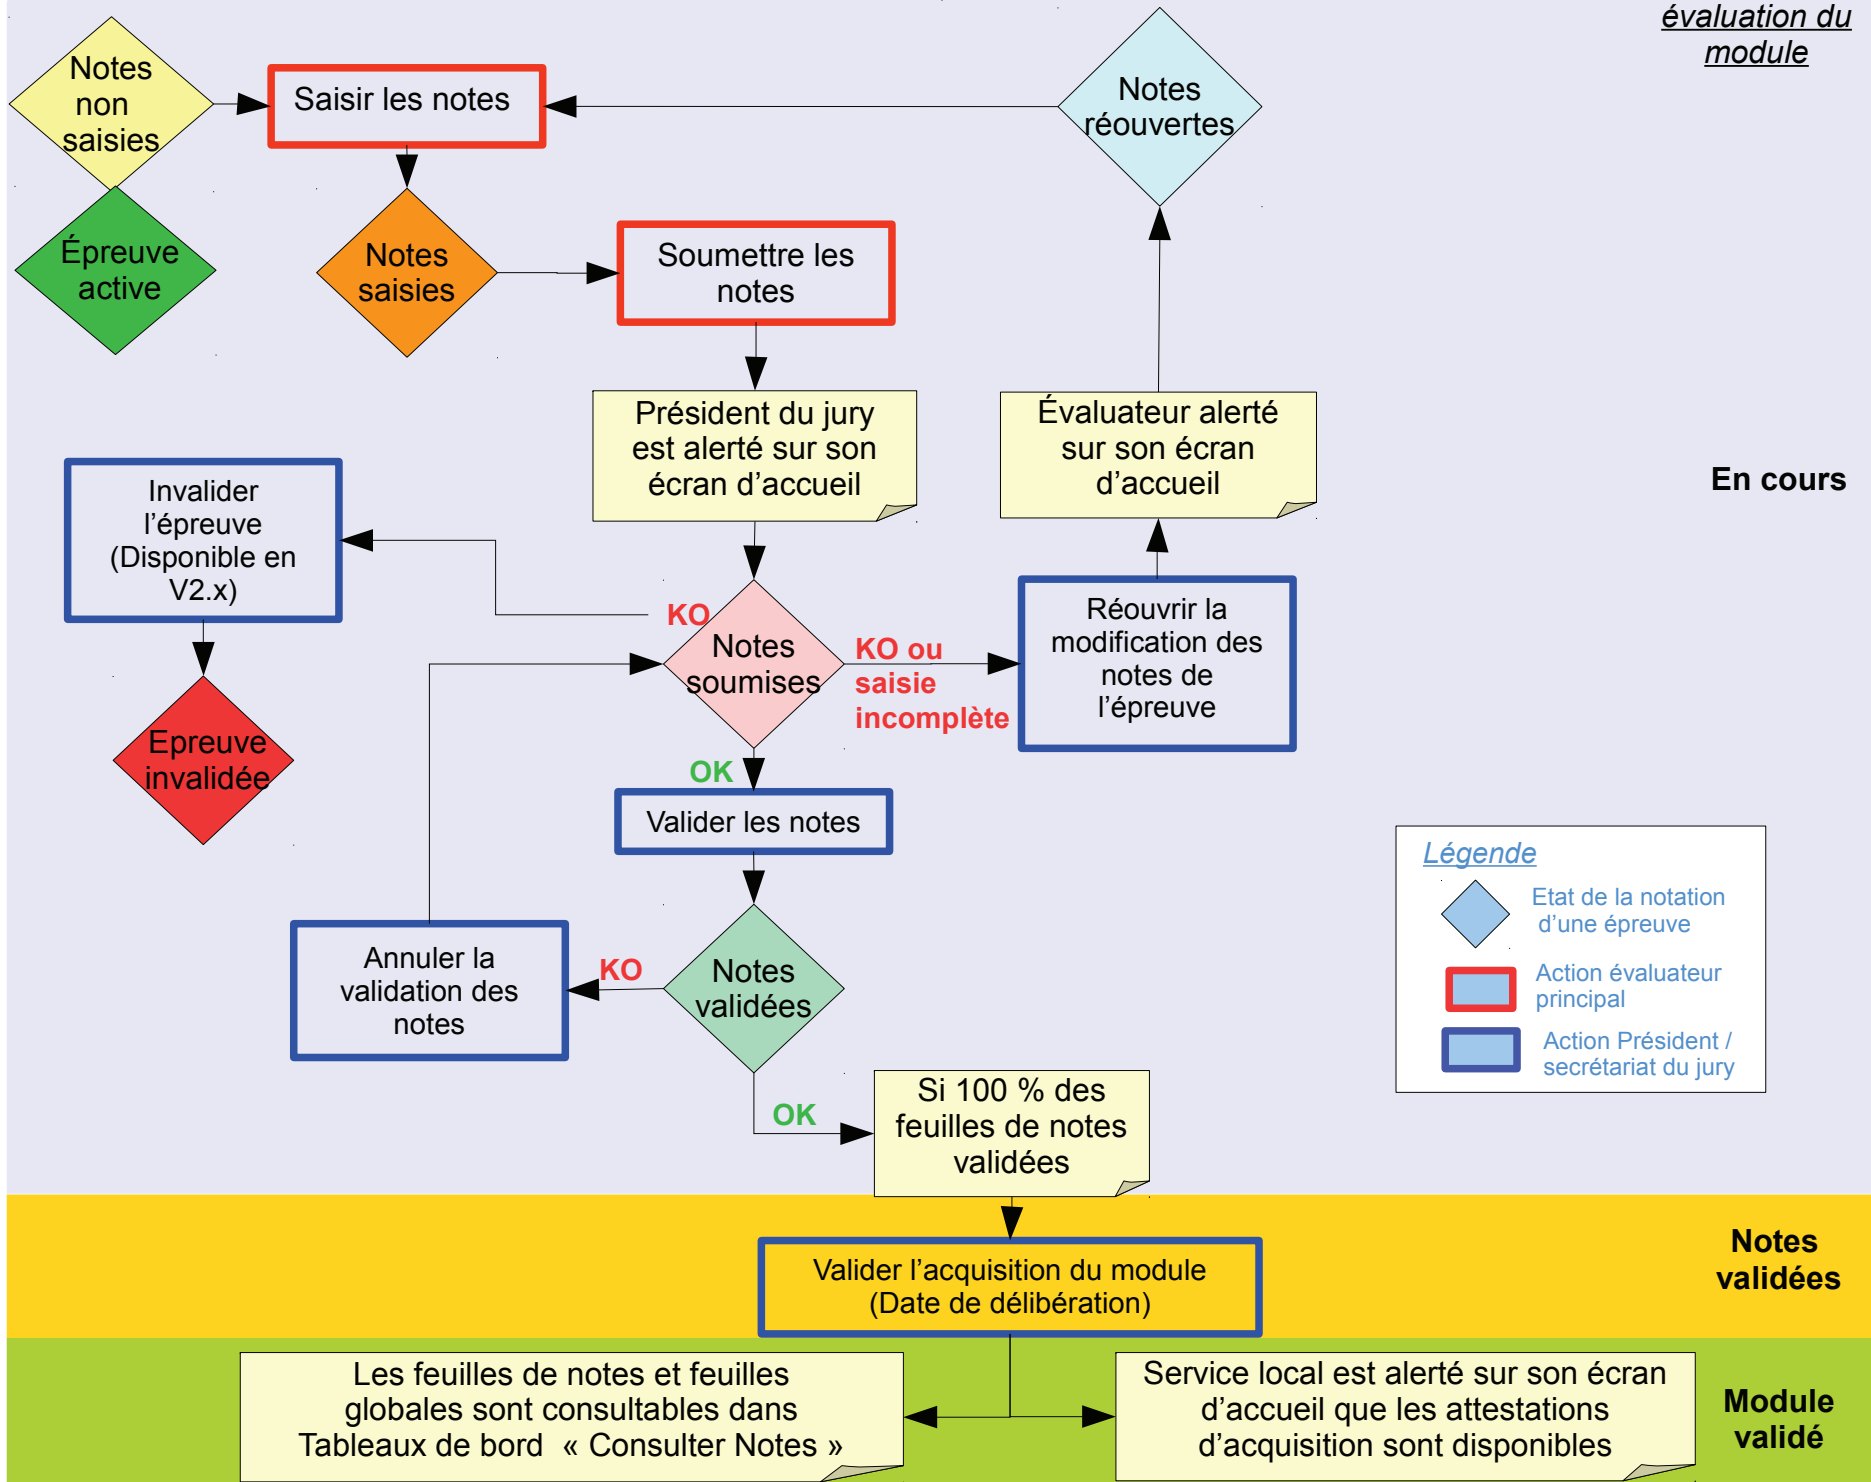 évaluation du
module
Notes
non
saisies
Saisir les notes
Notes
réouvertes
Épreuve
active
Notes
saisies
Soumettre les
notes
Président du jury
est alerté sur son
écran d’accueil
Évaluateur alerté
sur son écran
d’accueil
En cours
Invalider
l’épreuve
(Disponible en
V2.x)
KO
Notes
soumises
KO ou
saisie
incomplète
Réouvrir la
modification des
notes de
l’épreuve
Epreuve
invalidée
OK
Valider les notes
Légende
Etat de la notation
d’une épreuve
Action évaluateur
principal
Action Président /
secrétariat du jury
Annuler la
validation des
notes
KO
Notes
validées
OK
Si 100 % des
feuilles de notes
validées
Valider l’acquisition du module
(Date de délibération)
Notes
validées
Les feuilles de notes et feuilles
globales sont consultables dans
Tableaux de bord « Consulter Notes »
Service local est alerté sur son écran
d’accueil que les attestations
d’acquisition sont disponibles
Module
validé